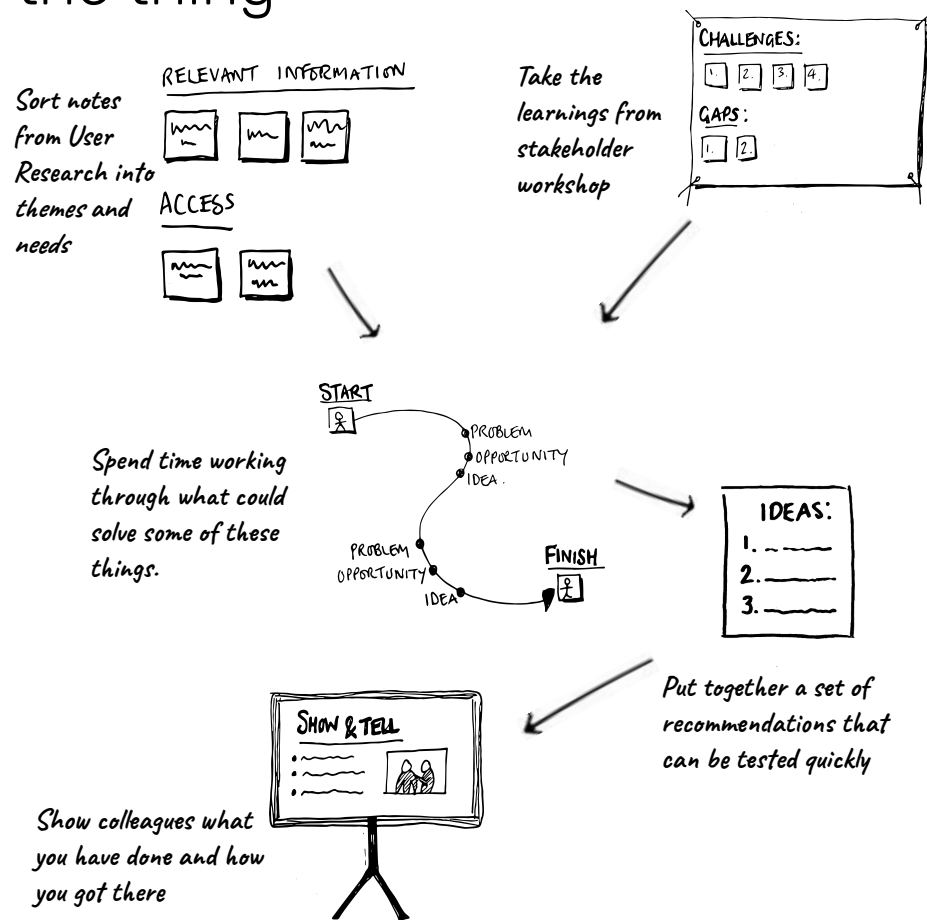 the thing
Sort notes
from User
Research into
themes and
needs
RELEVANT INFORMATION
ACCESS
Take the
learnings from
stakeholder
workshop
CHALLENGES:
1. 2. 3. 4.
GAPS:
1. 2.
Spend time working
through what could
solve some of these
things.
START
PROBLEM
OPPORTUNITY
IDEA.
PROBLEM
OPPORTUNITY
IDEA
FINISH
IDEAS:
1.
2.
3.
Put together a set of
recommendations that
can be tested quickly
SHOW & TELL
Show colleagues what
you have done and how
you got there